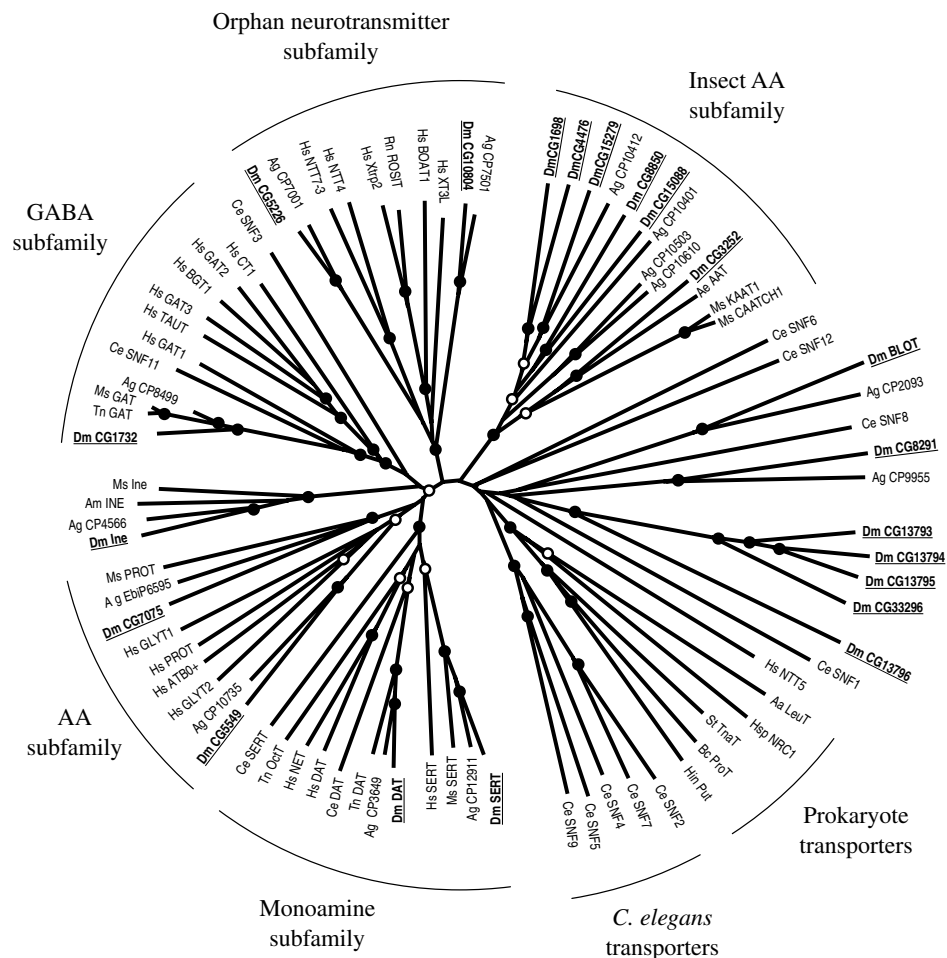 Orphan neurotransmitter
subfamily
Insect AA
subfamily
GABA
subfamily
AA
subfamily
Monoamine
subfamily
C. elegans
transporters
Prokaryote
transporters
Ce SNF3
Dm CG5226
Ag CP7001
Hs NTT7-3
Hs NTT4
Hs Xtrp2
Rn ROSIT
Hs BOAT1
Hs XT3L
Dm CG10804
Ag CP7501
DmCG1698
DmCG4476
DmCG15279
Ag CP10412
Dm CG8850
Dm CG15088
Ag CP10401
Ag CP10503
Ag CP10610
Dm CG3252
Ae AAT
Ms KAAT1
Ms CAATCH1
Ce SNF6
Ce SNF12
Dm BLOT
Ag CP2093
Ce SNF8
Dm CG8291
Ag CP9955
Dm CG13793
Dm CG13794
Dm CG13795
Dm CG33296
Dm CG13796
Ce SNF1
Hs NTT5
Aa LeuT
Hsp NRC1
St TnaT
Bc ProT
Hin Put
Ce SNF2
Ce SNF7
Ce SNF4
Ce SNF5
Ce SNF9
Dm SERT
Ag CP12911
Ms SERT
Hs SERT
Dm DAT
Ag CP3649
Tn DAT
Ce DAT
Hs DAT
Hs NET
Tn OctT
Ce SERT
Dm CG5549
Ag CP10735
Hs GLYT2
Hs ATB0+
Hs PROT
Hs GLYT1
Dm CG7075
A g EbiP6595
Ms PROT
Dm Ine
Ag CP4566
Am INE
Ms Ine
Dm CG1732
Tn GAT
Ms GAT
Ag CP8499
Ce SNF11
Hs GAT1
Hs TAUT
Hs GAT3
Hs BGT1
Hs GAT2
Hs CT1